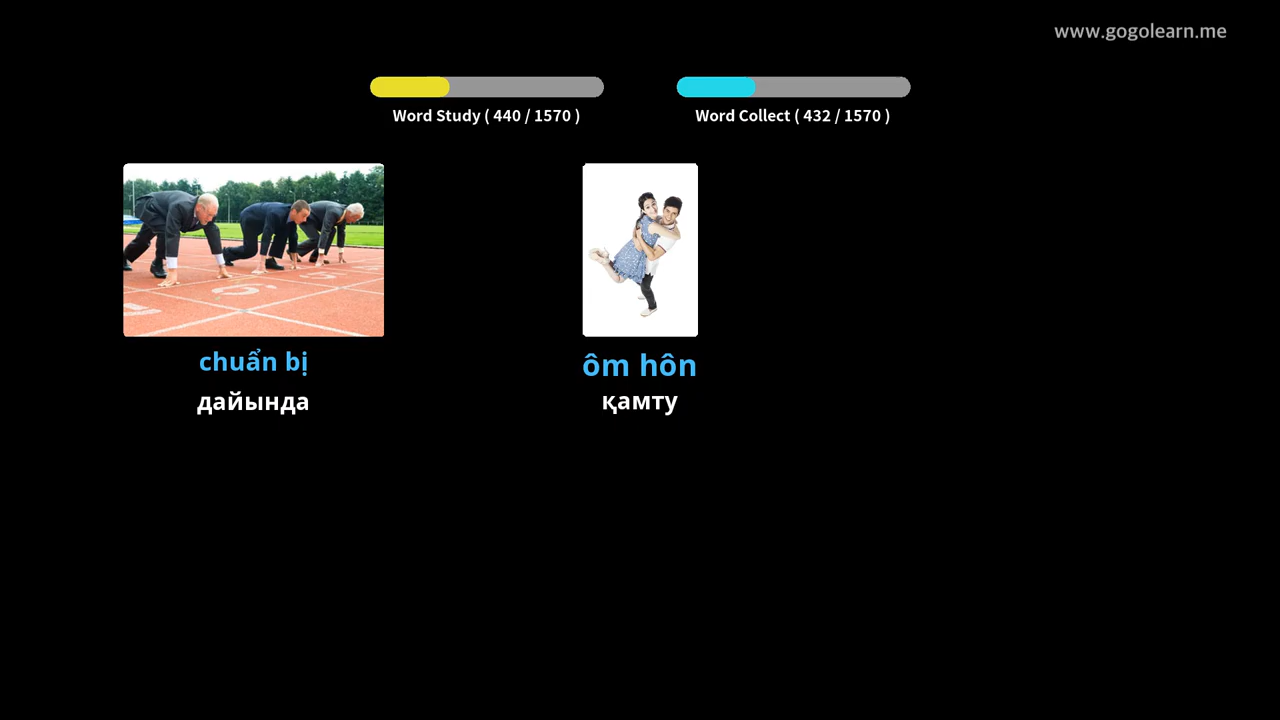 www.gogolearn.me
Word Study ( 440 / 1570 )
Word Collect ( 432 / 1570 )
chuẩn bị
дайында
ôm hôn
қамту